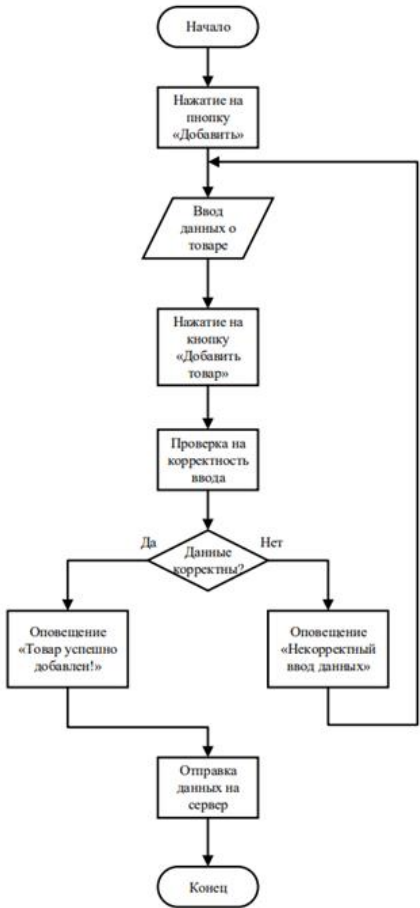 Начало
Нажатие на
пнопку
«Добавить»
Ввод
данных о
товаре
Нажатие на
кнопку
«Добавить
товар»
Проверка на
корректность
ввода
Да
Данные
корректны?
Нет
Оповещение
«Товар успешно
добавлен!»
Оповещение
«Некорректный
ввод данных»
Отправка
данных на
сервер
Конец